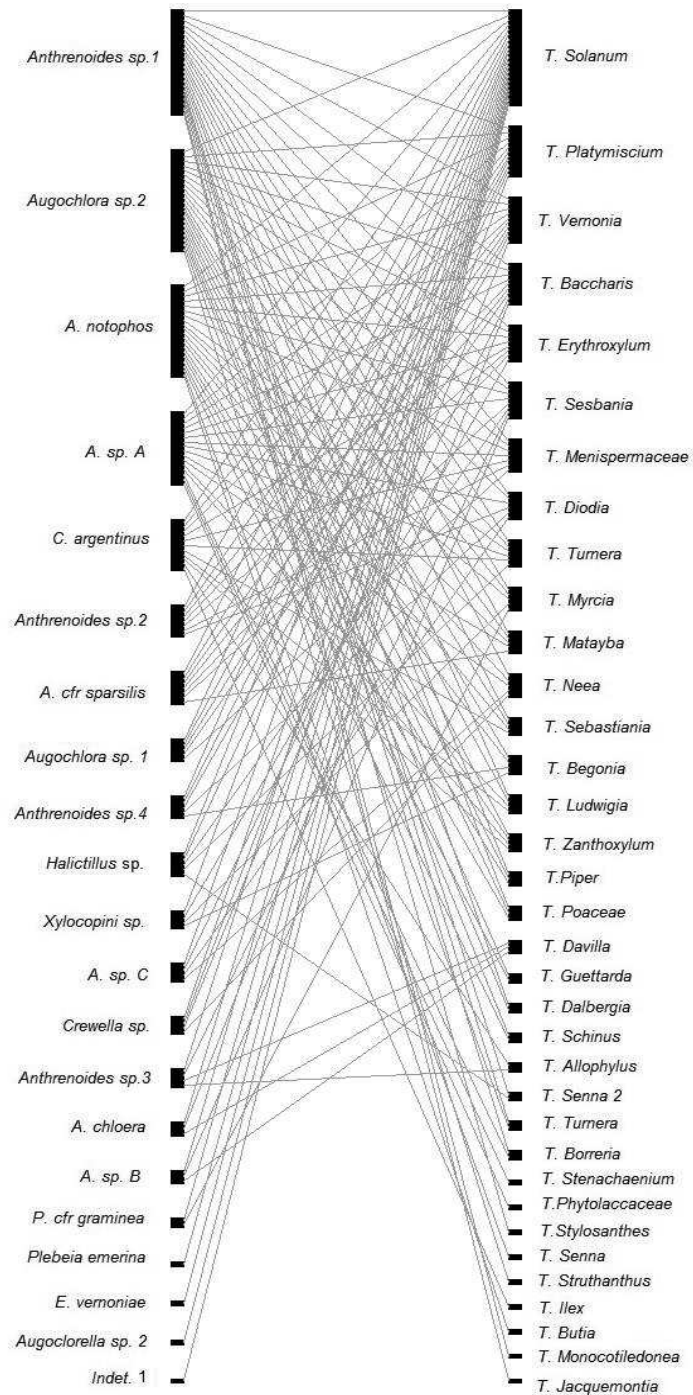 Anthrenoides sp.1
Augochlora sp.2
A. notophos
A. sp. A
C. argentinus
Anthrenoides sp.2
A. cfr sparsilis
Augochlora sp. 1
Anthrenoides sp.4
Halictillus sp.
Xylocopini sp.
A. sp. C
Crewella sp.
Anthrenoides sp.3
A. chloera
A. sp. B
P. cfr graminea
Plebeia emerina
E. vernoniae
Augoclorella sp. 2
Indet. 1
T. Solanum
T. Platymiscium
T. Vernonia
T. Baccharis
T. Erythroxylum
T. Sesbania
T. Menispermaceae
T. Diodia
T. Turnera
T. Myrcia
T. Matayba
T. Neea
T. Sebastiania
T. Begonia
T. Ludwigia
T. Zanthoxylum
T.Piper
T. Poaceae
T. Davilla
T. Guettarda
T. Dalbergia
T. Schinus
T. Allophylus
T. Senna 2
T. Turnera
T. Borreria
T. Stenachaenium
T.Phytolaccaceae
T.Stylosanthes
T. Senna
T. Struthanthus
T. Ilex
T. Butia
T. Monocotiledonea
T. Jacquemontia